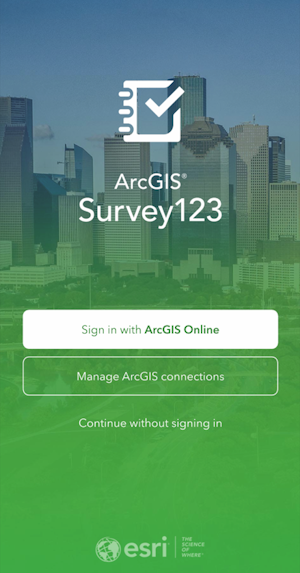 ArcGIS®
Survey123
Sign in with ArcGIS Online
Manage ArcGIS connections
Continue without signing in
esri
THE
SCIENCE
OF
WHERE®